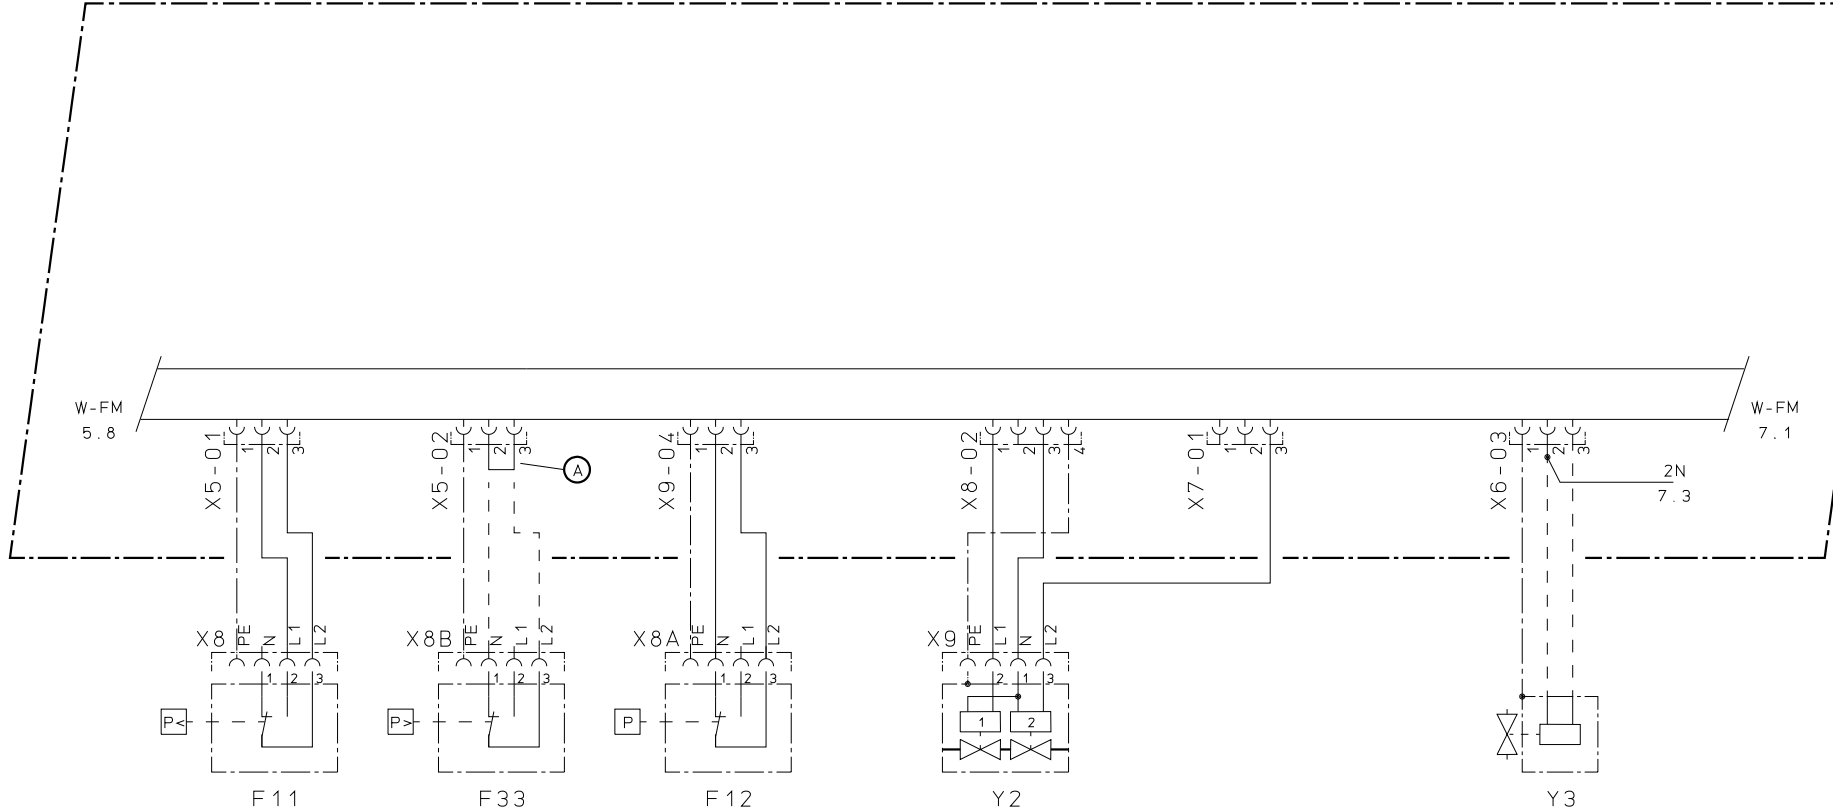 W-FM
5.8
W-FM
7.1
X5-01
1
2
3
X5-02
1
2
3
A
X9-04
1
2
3
X8-02
1
2
3
4
X7-01
1
2
3
X6-03
1
2
3
2N
7.3
X8
PE
N
L1
L2
X8B
PE
N
L1
L2
X8A
PE
N
L1
L2
X9
PE
L1
N
L2
1
2
3
1
2
3
1
2
3
2
1
3
P<
P>
P
1
2
F11
F33
F12
Y2
Y3